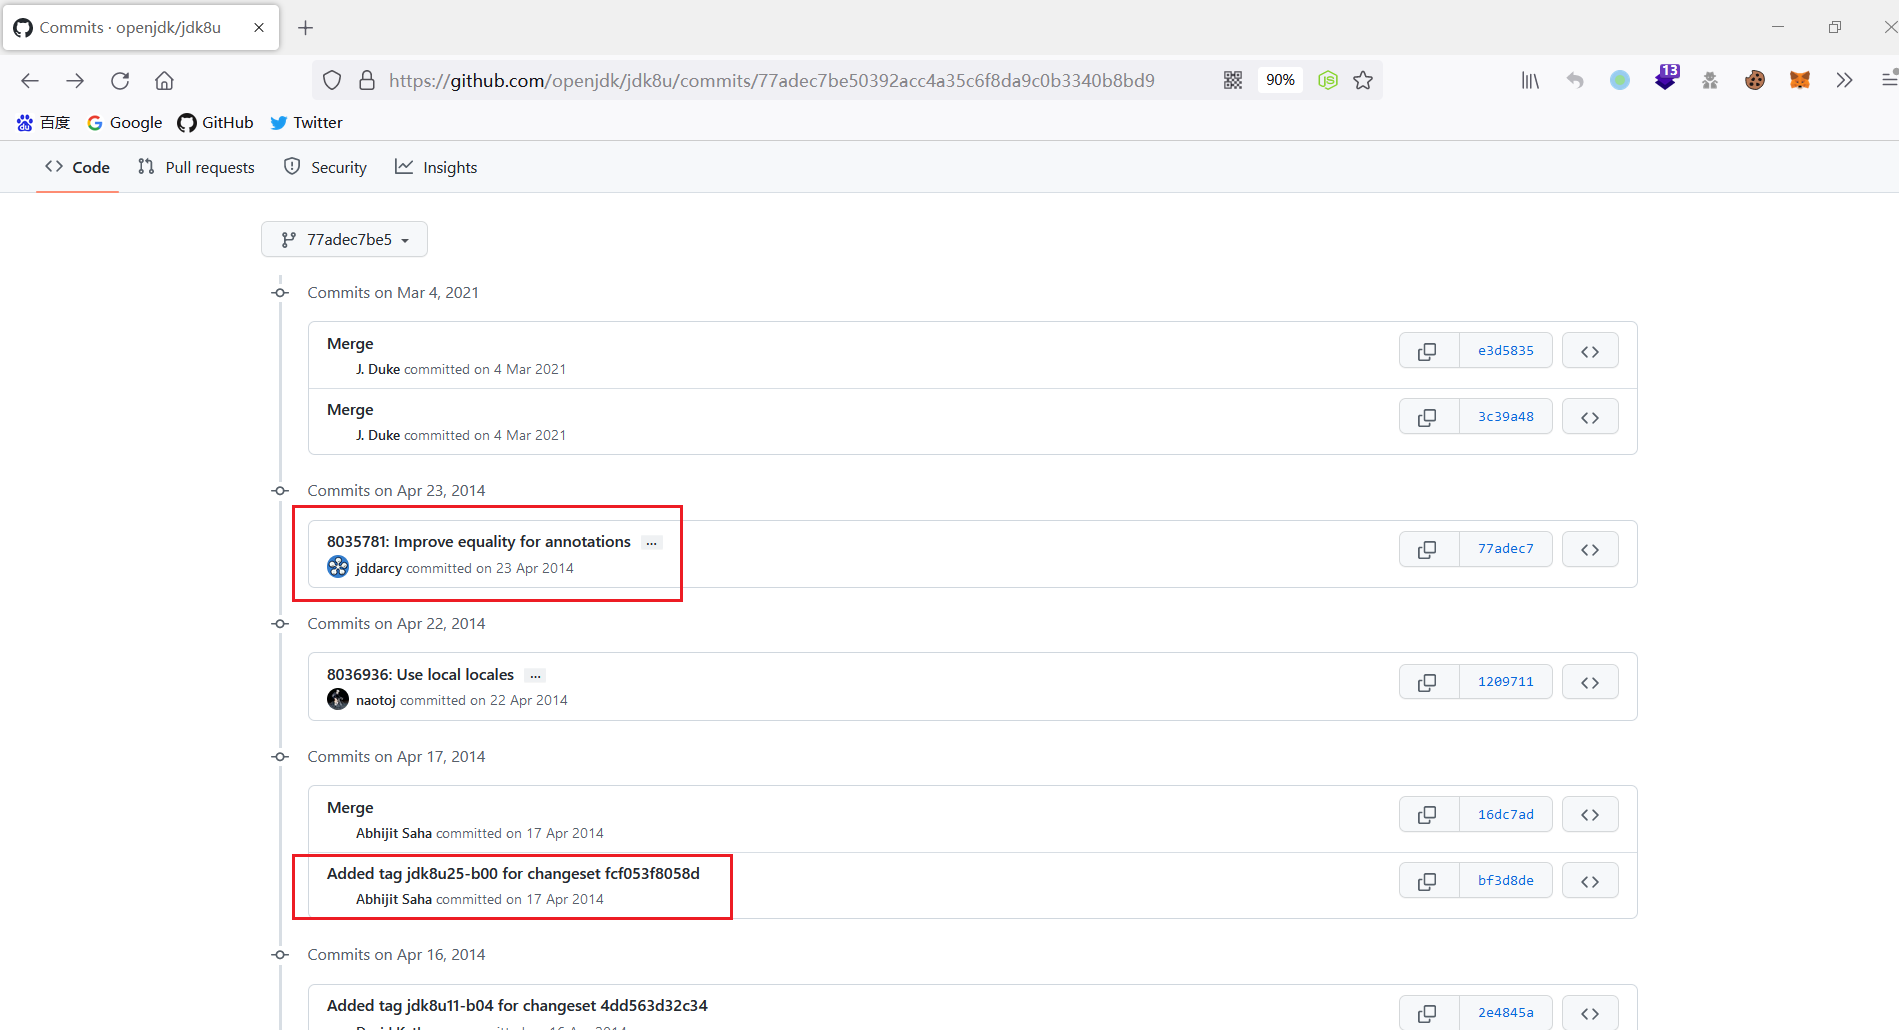 Commits · openjdk/jdk8u
https://github.com/openjdk/jdk8u/commits/77adec7be50392acc4a35c6f8da9c0b3340b8bd9
90%
13
百度 Google GitHub Twitter
Code Pull requests Security Insights
77adec7be5
Commits on Mar 4, 2021
Merge
e3d5835
J. Duke committed on 4 Mar 2021
Merge
3c39a48
J. Duke committed on 4 Mar 2021
Commits on Apr 23, 2014
8035781: Improve equality for annotations ...
77adec7
jddarcy committed on 23 Apr 2014
Commits on Apr 22, 2014
8036936: Use local locales ...
1209711
naotoj committed on 22 Apr 2014
Commits on Apr 17, 2014
Merge
16dc7ad
Abhijit Saha committed on 17 Apr 2014
Added tag jdk8u25-b00 for changeset fcf053f8058d
bf3d8de
Abhijit Saha committed on 17 Apr 2014
Commits on Apr 16, 2014
Added tag jdk8u11-b04 for changeset 4dd563d32c34
2e4845a